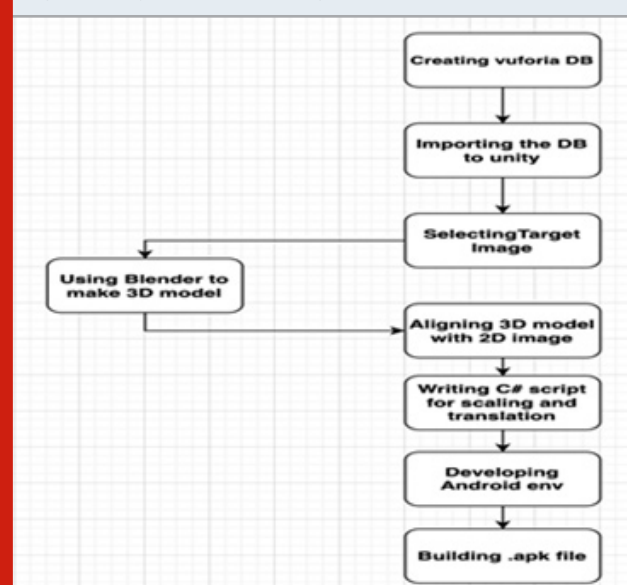 Creating vuforia DB
Importing the DB
to unity
SelectingTarget
Image
Using Blender to
make 3D model
Aligning 3D model
with 2D image
Writing C# script
for scaling and
translation
Developing
Android env
Building .apk file